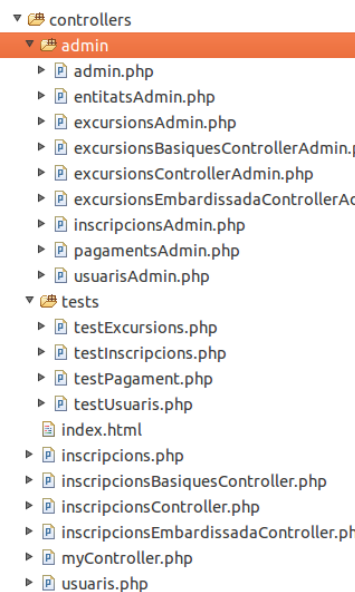 controllers
admin
admin.php
entitatsAdmin.php
excursionsAdmin.php
excursionsBasiquesControllerAdmin.p
excursionsControllerAdmin.php
excursionsEmbardissadaControllerAd
inscripcionsAdmin.php
pagamentsAdmin.php
usuarisAdmin.php
tests
testExcursions.php
testInscripcions.php
testPagament.php
testUsuaris.php
index.html
inscripcions.php
inscripcionsBasiquesController.php
inscripcionsController.php
inscripcionsEmbardissadaController.ph
myController.php
usuaris.php